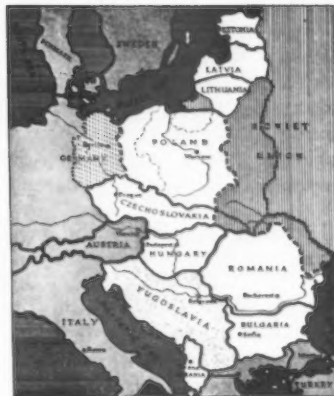 SWEDEN
ESTONIA
LATVIA
LITHUANIA
SOVIET
UNION
POLAND
Warsaw
GERMANY
CZECHOSLOVAKIA
AUSTRIA
Budapest
HUNGARY
ROMANIA
Bucharest
YUGOSLAVIA
BULGARIA
Sofia
ITALY
TURKEY